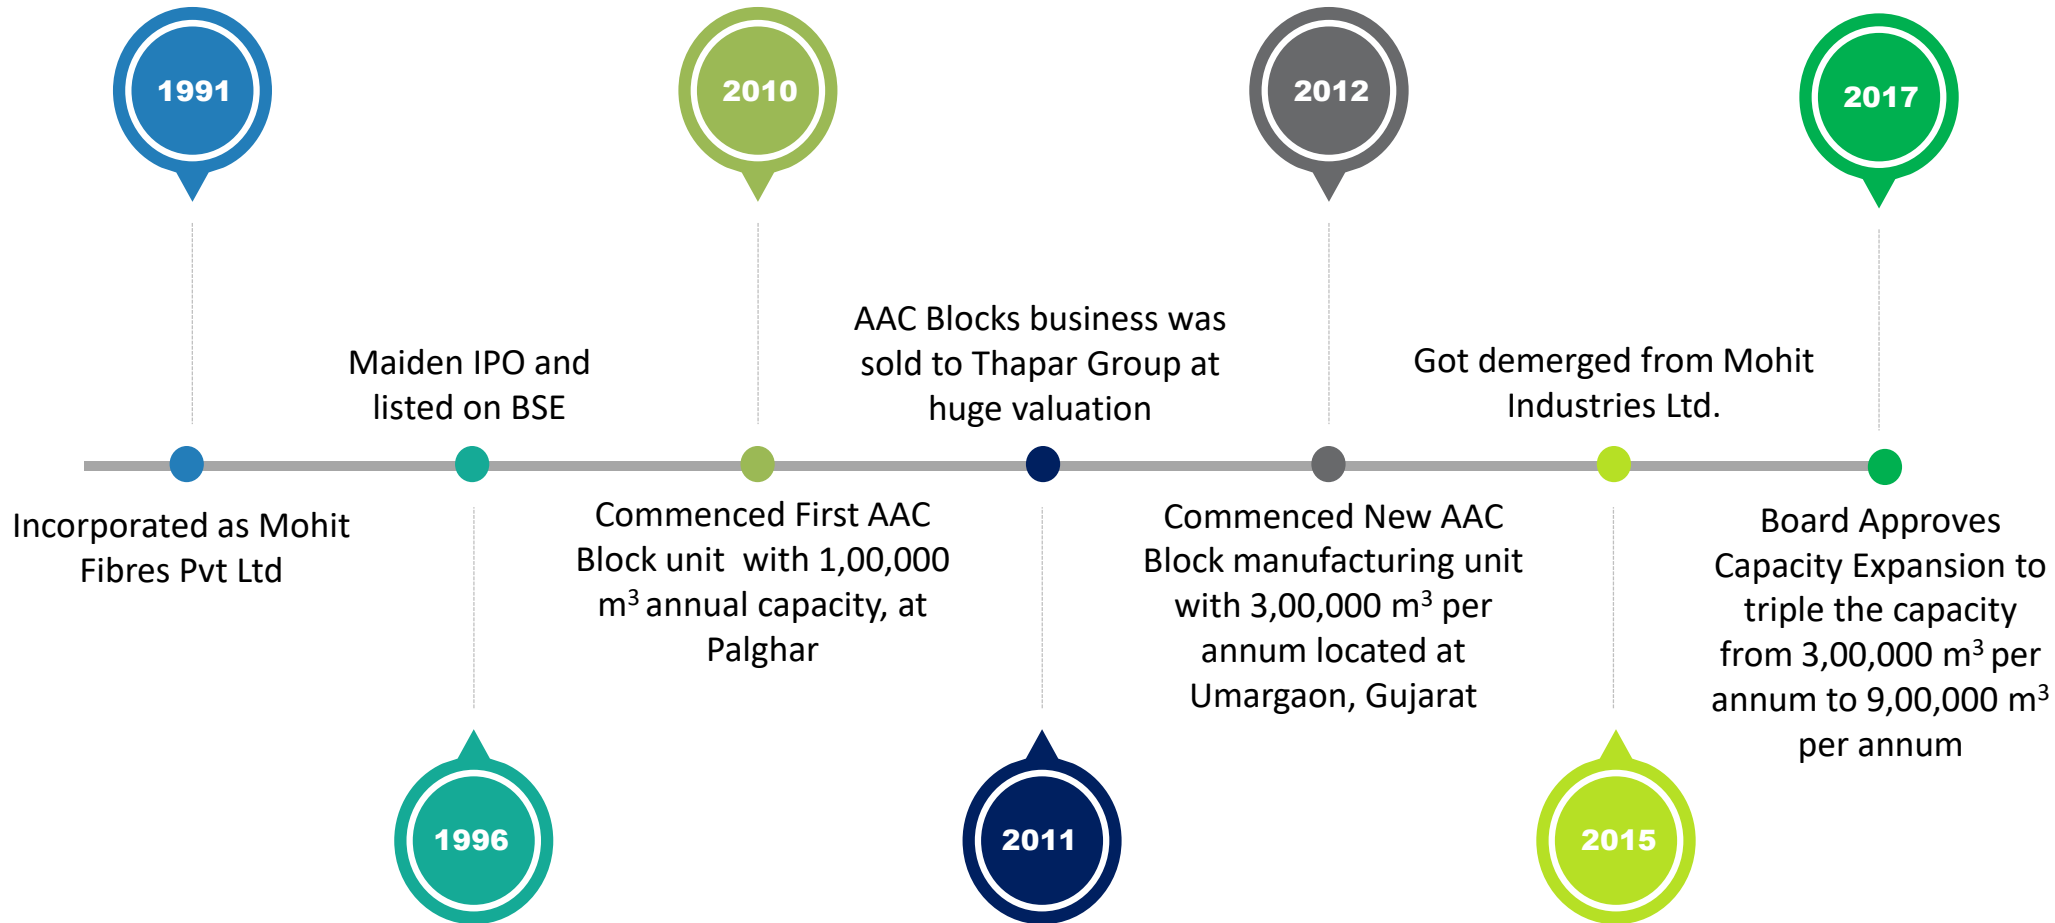 1991
Incorporated as Mohit
Fibres Pvt Ltd
Maiden IPO and
listed on BSE
1996
2010
Commenced First AAC
Block unit with 1,00,000
m³ annual capacity, at
Palghar
AAC Blocks business was
sold to Thapar Group at
huge valuation
2011
2012
Commenced New AAC
Block manufacturing unit
with 3,00,000 m³ per
annum located at
Umargaon, Gujarat
Got demerged from Mohit
Industries Ltd.
2015
2017
Board Approves
Capacity Expansion to
triple the capacity
from 3,00,000 m³ per
annum to 9,00,000 m³
per annum